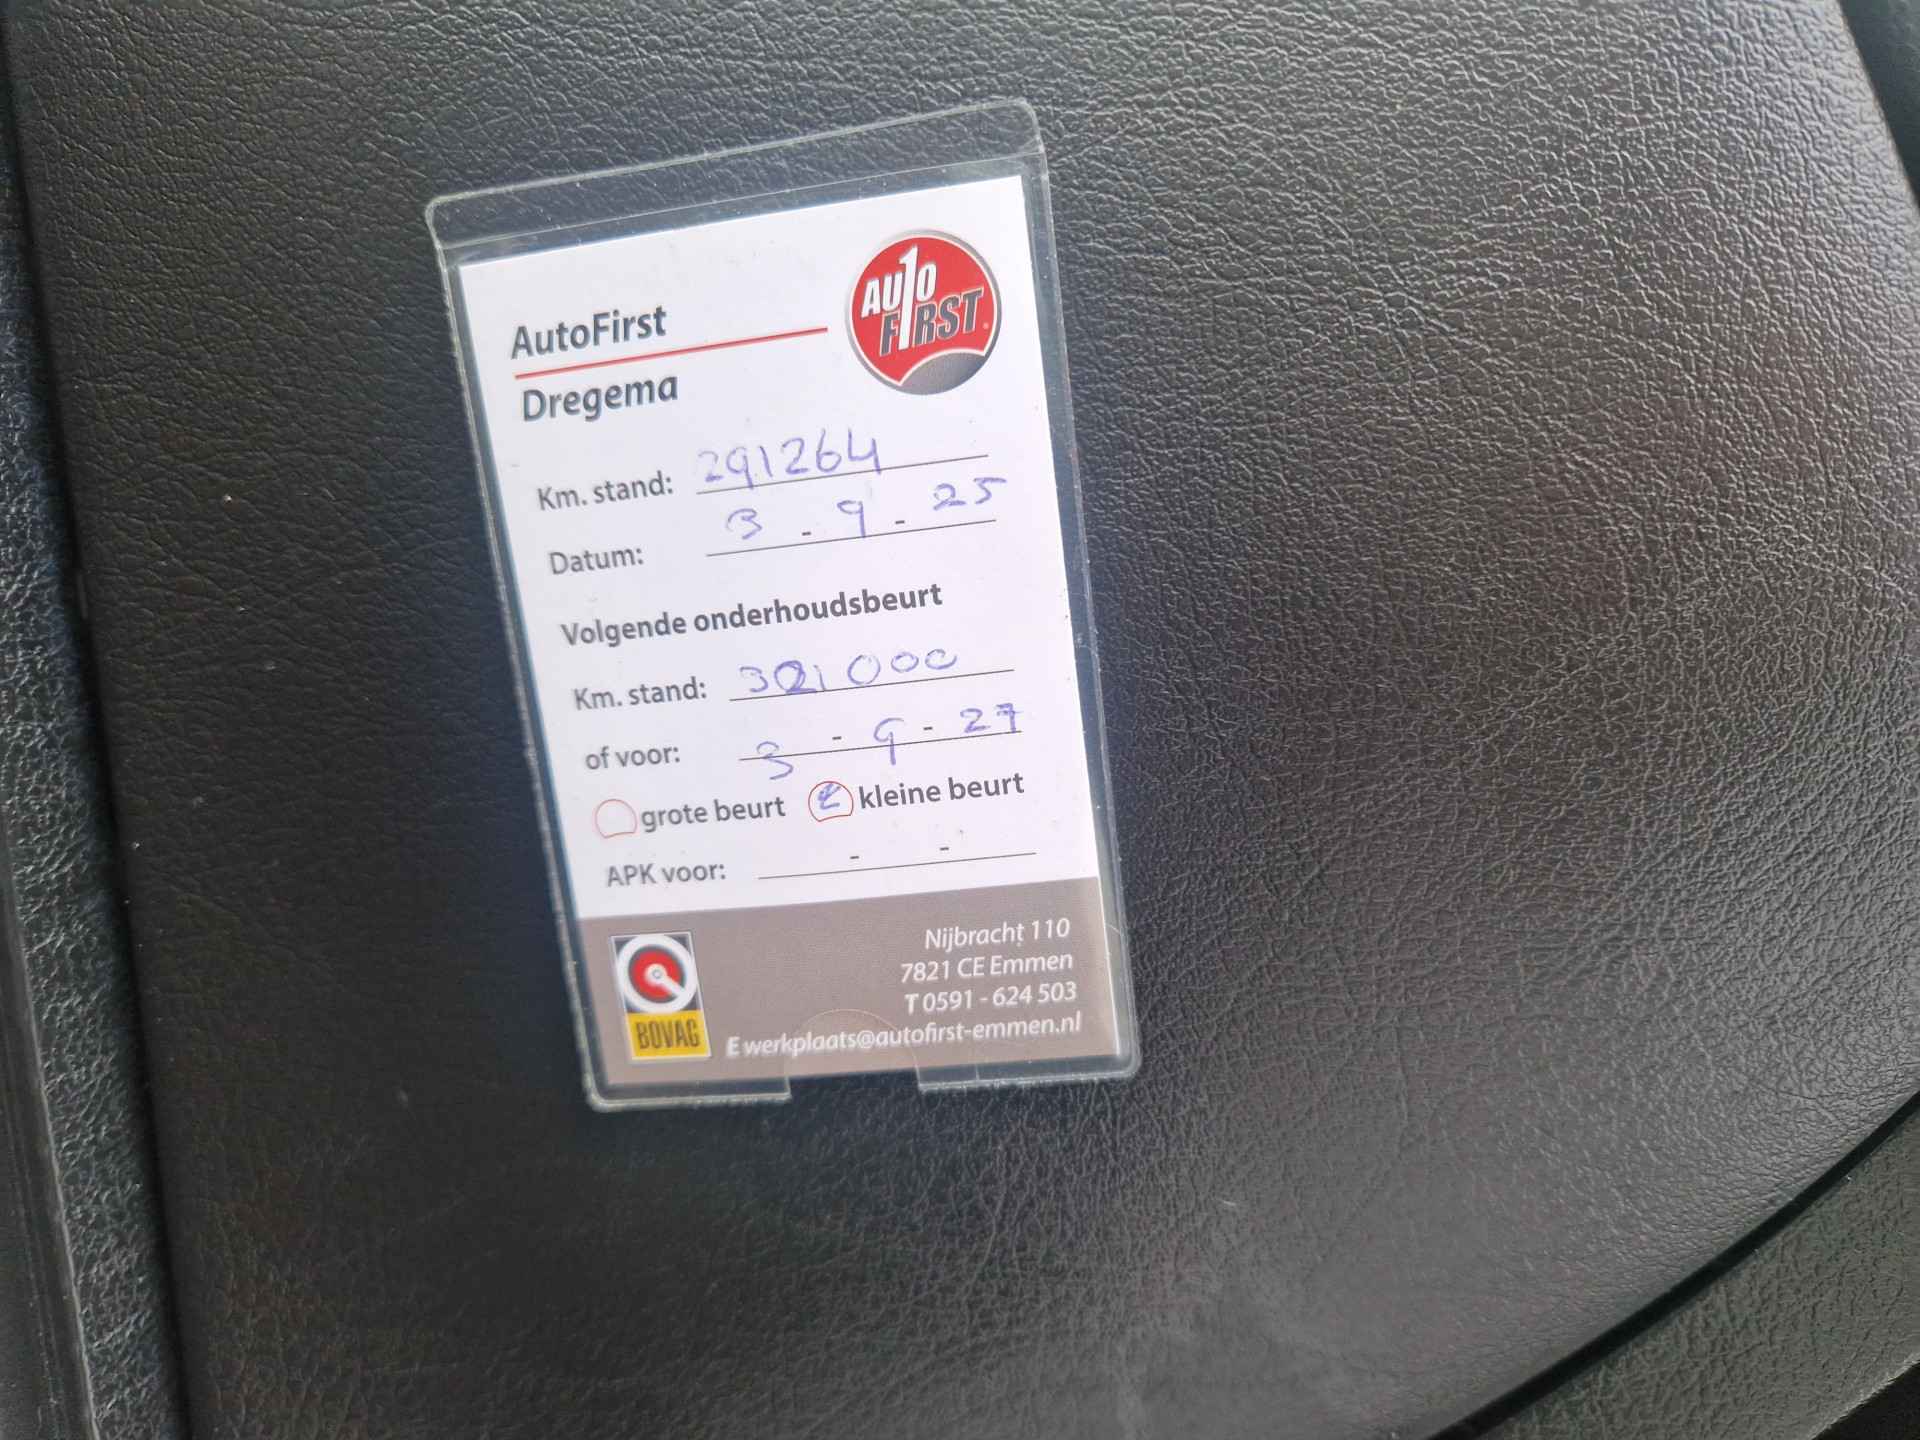 AUTO
FIRST
AutoFirst
Dregema
Km. stand: 291264
Datum: 3 - 9 - 25
Volgende onderhoudsbeurt
Km. stand: 321000
of voor: 3 - 9 - 27
grote beurt kleine beurt
APK voor: - -
Nijbracht 110
7821 CE Emmen
T 0591 - 624 503
E werkplaats@autofirst-emmen.nl
BOVAG